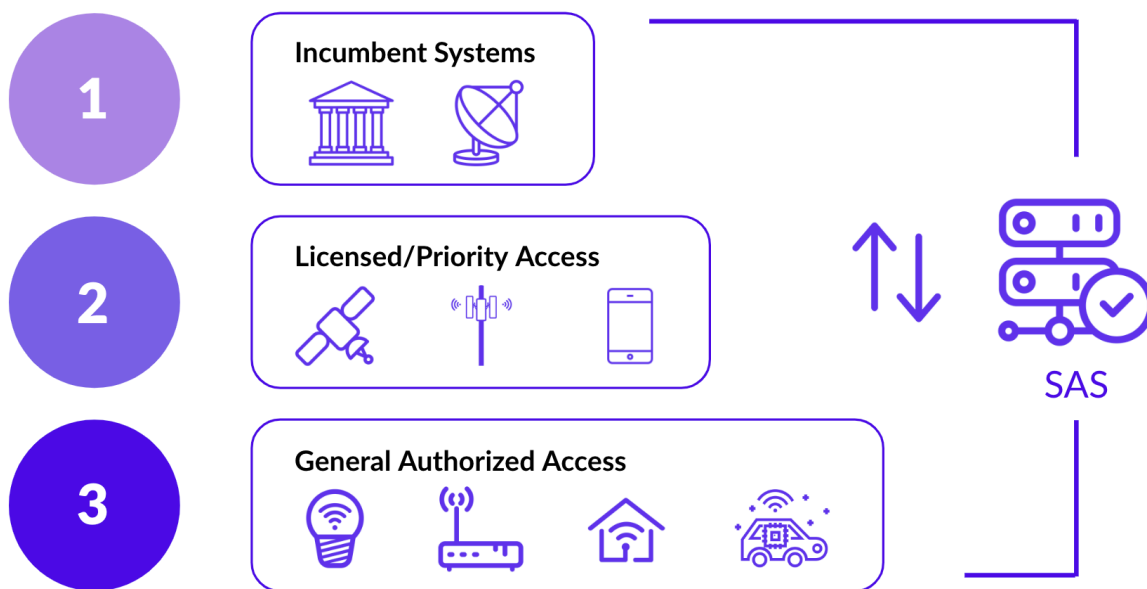 1
Incumbent Systems
2
Licensed/Priority Access
SAS
3
General Authorized Access